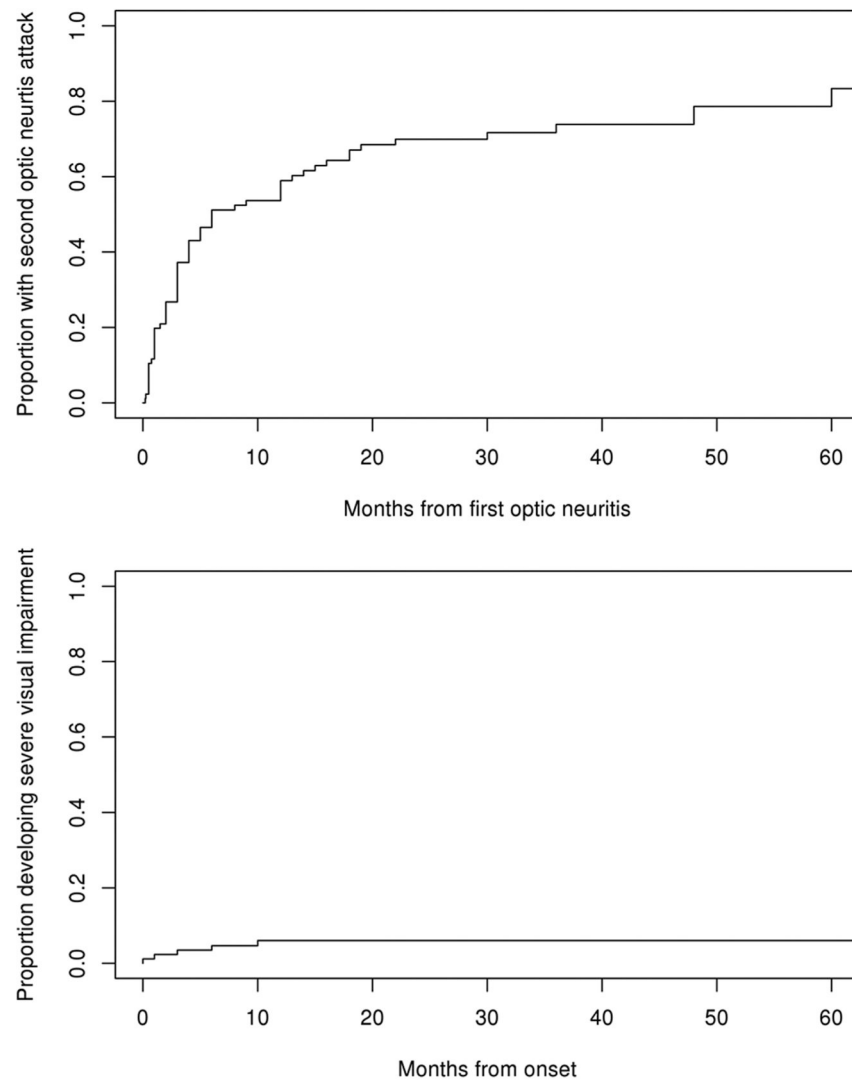 Proportion with second optic neurtis attack
1.0
0.8
0.6
0.4
0.2
0.0
0 10 20 30 40 50 60
Months from first optic neuritis
Proportion developing severe visual impairment
1.0
0.8
0.6
0.4
0.2
0.0
0 10 20 30 40 50 60
Months from onset